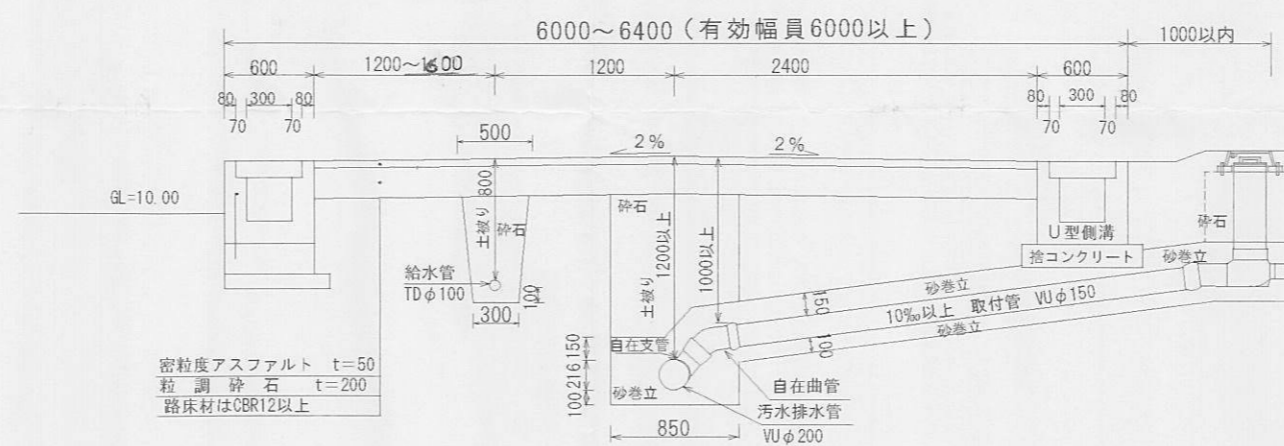 6000～6400（有効幅員6000以上）
1000以内
600
1200～1600
1200
2400
600
80
300
80
70
70
80
300
80
70
70
500
2%
2%
GL=10.00
土被り
800
砕石
給水管
TDφ100
100
300
砕石
土被り
1200以上
1000以上
U型側溝
捨コンクリート
砕石
砂巻立
砂巻立
150
10‰以上 取付管 VUφ150
砂巻立
100
自在支管
150
216
100
砂巻立
自在曲管
汚水排水管
VUφ200
850
密粒度アスファルト t=50
粒調砕石 t=200
路床材はCBR12以上